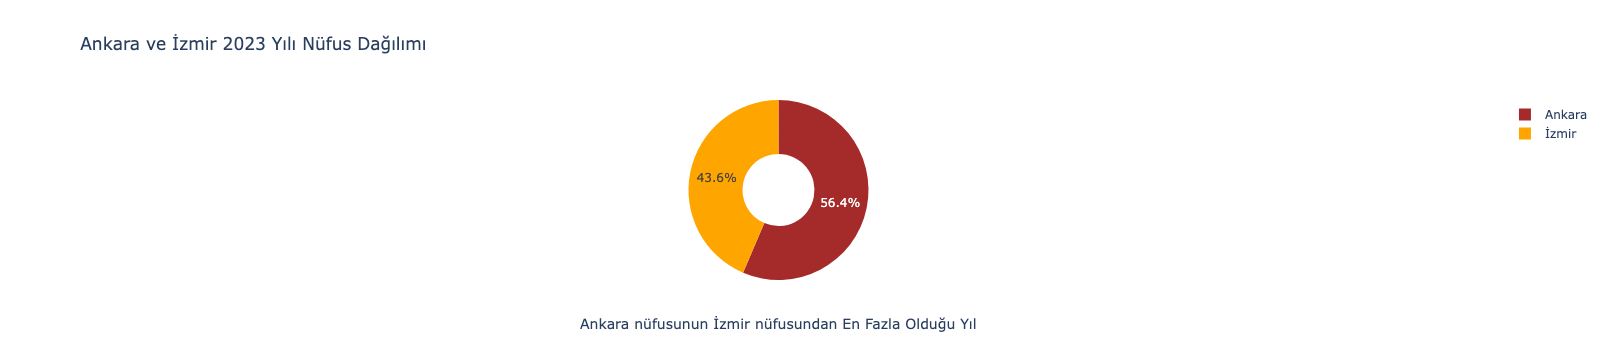 Ankara ve İzmir 2023 Yılı Nüfus Dağılımı
Ankara
İzmir
43.6%
56.4%
Ankara nüfusunun İzmir nüfusundan En Fazla Olduğu Yıl